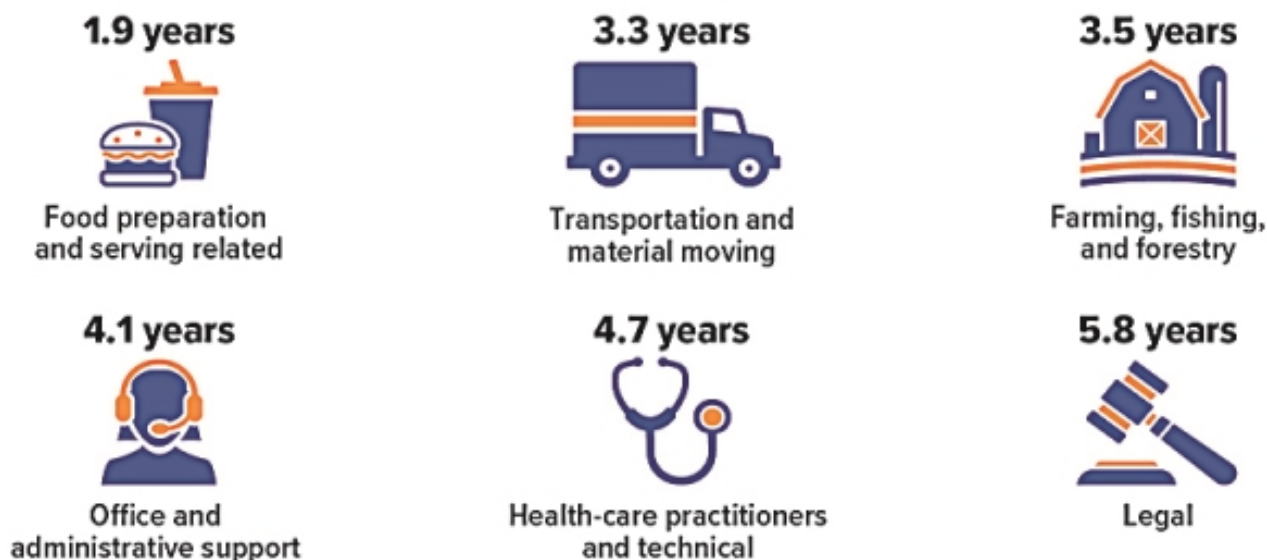 1.9 years
Food preparation
and serving related
3.3 years
Transportation and
material moving
3.5 years
Farming, fishing,
and forestry
4.1 years
Office and
administrative support
4.7 years
Health-care practitioners
and technical
5.8 years
Legal